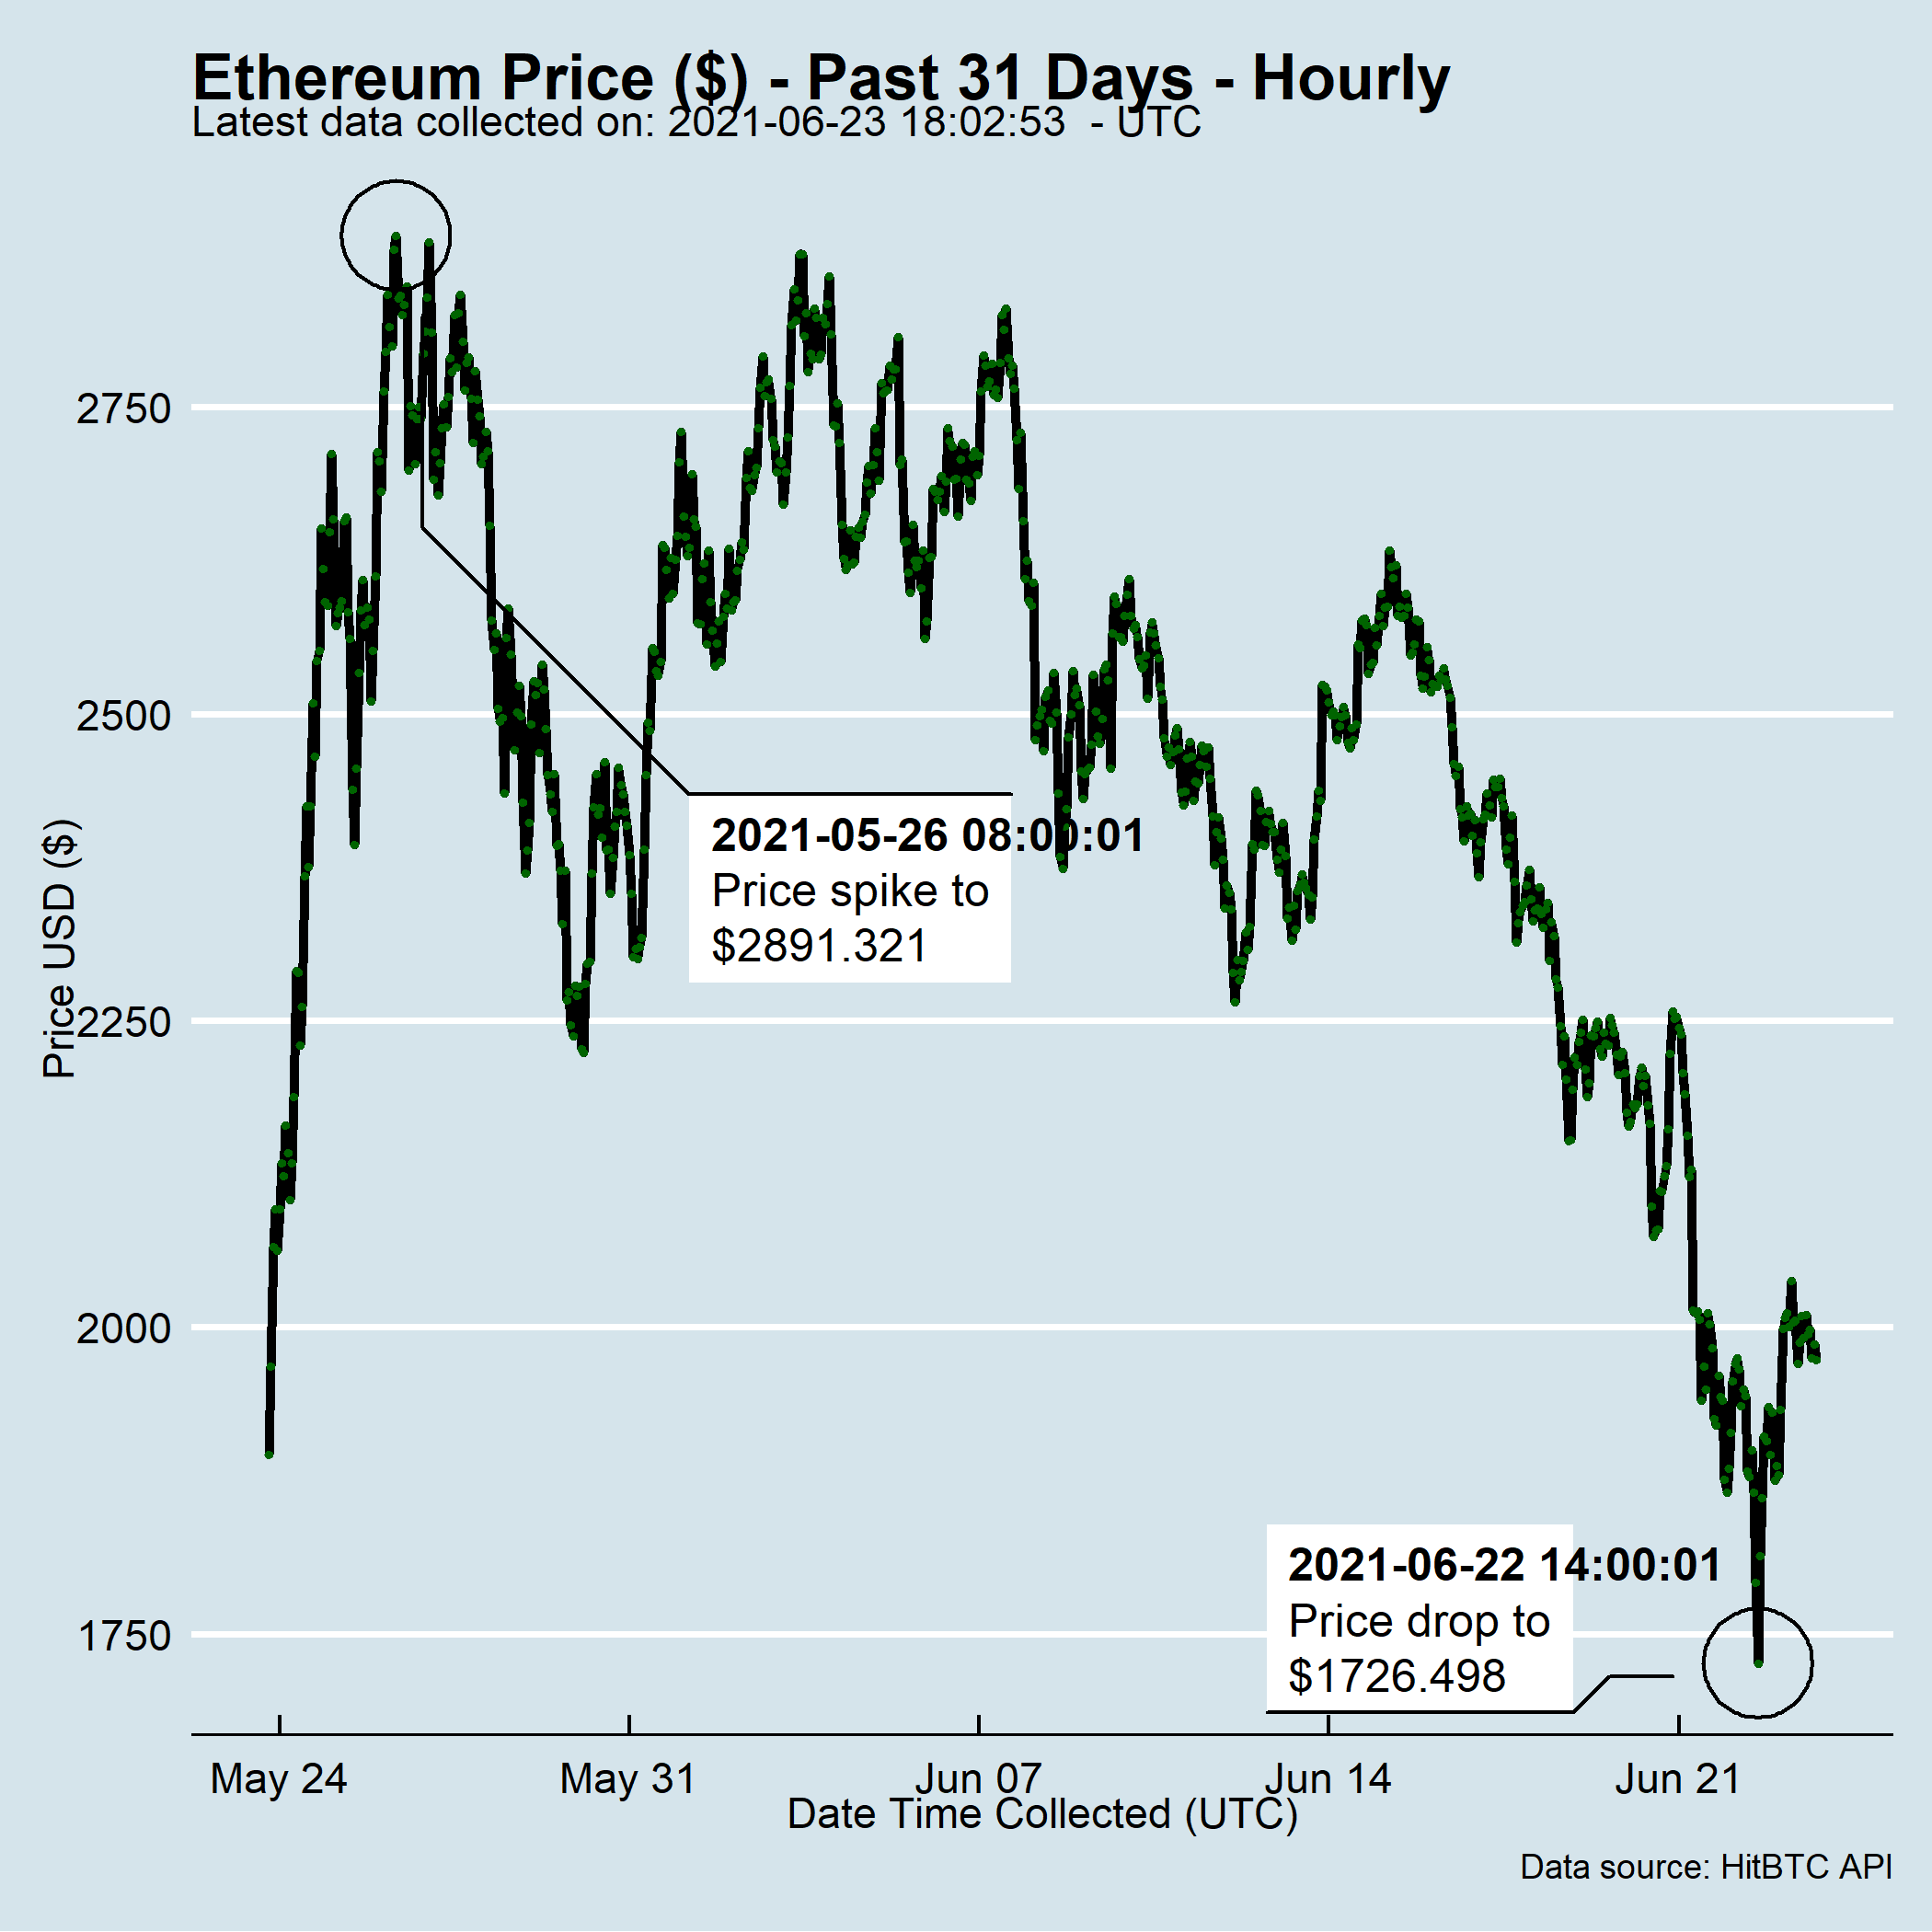 Ethereum Price ($) - Past 31 Days - Hourly
Latest data collected on: 2021-06-23 18:02:53  - UTC
2750
2500
2250
2000
1750
Price USD ($)
2021-05-26 08:00:01
Price spike to
$2891.321
2021-06-22 14:00:01
Price drop to
$1726.498
May 24
May 31
Jun 07
Jun 14
Jun 21
Date Time Collected (UTC)
Data source: HitBTC API